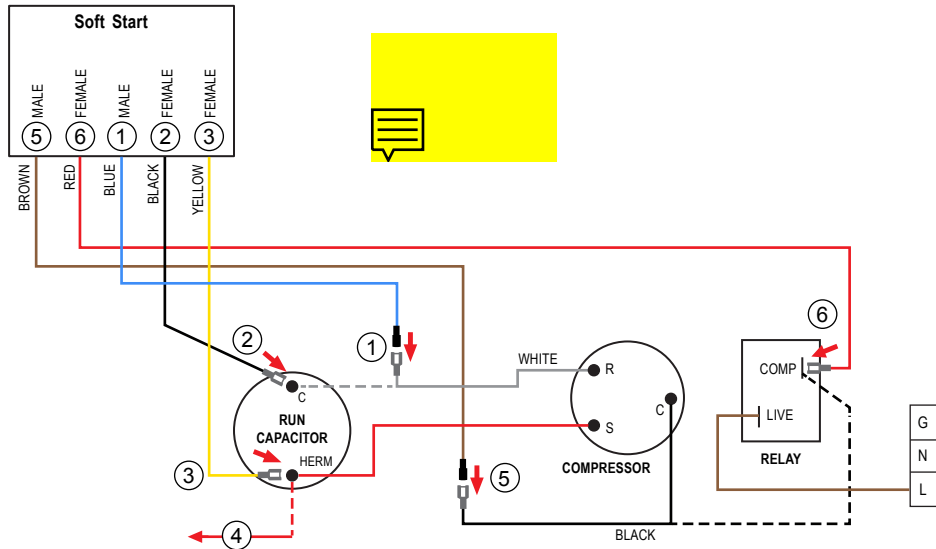 Soft Start
MALE
FEMALE
MALE
FEMALE
FEMALE
5
6
1
2
3
BROWN
RED
BLUE
BLACK
YELLOW
6
2
1
WHITE
R
COMP
C
C
LIVE
G
RUN
CAPACITOR
S
N
HERM
COMPRESSOR
RELAY
3
5
L
4
BLACK